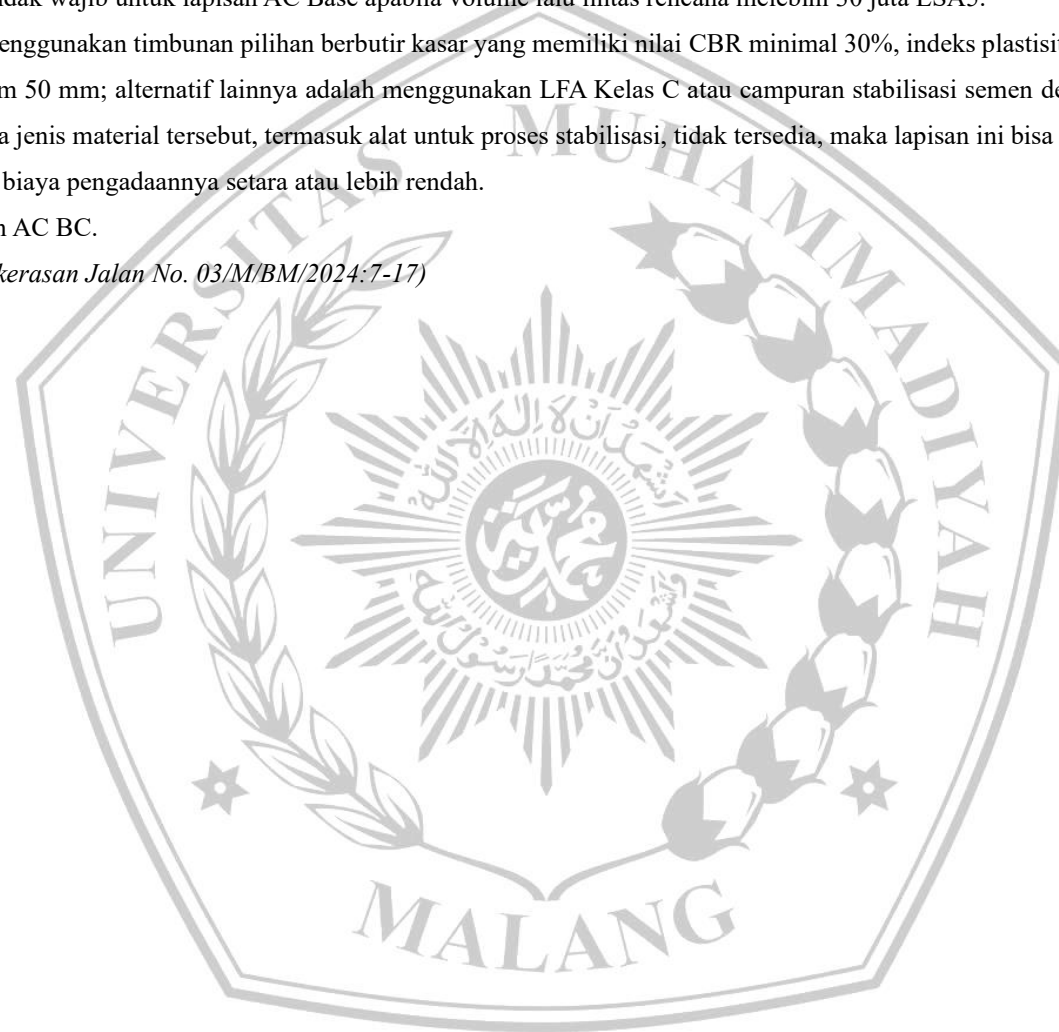 idak wajib untuk lapisan AC Base apabila volume lalu lintas rencana melebihi 50 juta ESA5.
enggunakan timbunan pilihan berbutir kasar yang memiliki nilai CBR minimal 30%, indeks plastisit
m 50 mm; alternatif lainnya adalah menggunakan LFA Kelas C atau campuran stabilisasi semen de
a jenis material tersebut, termasuk alat untuk proses stabilisasi, tidak tersedia, maka lapisan ini bisa
biaya pengadaannya setara atau lebih rendah.
n AC BC.
kerasan Jalan No. 03/M/BM/2024:7-17)
UNIVERSITAS MUHAMMADIYAH
MALANG